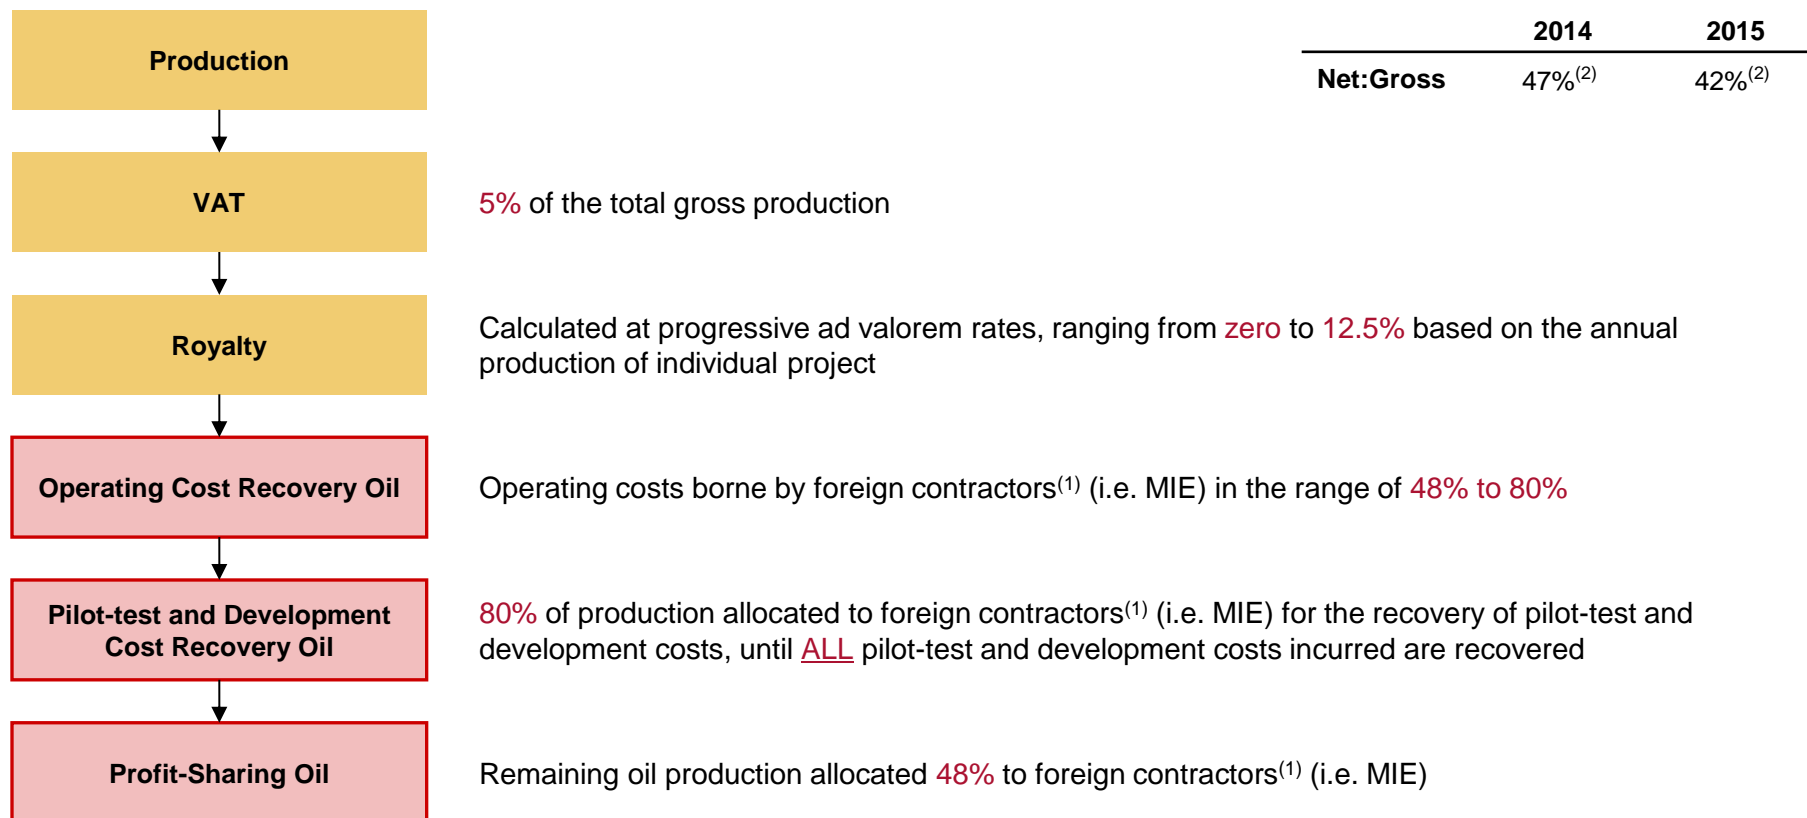 2014 2015
Net:Gross 47%(2) 42%(2)
Production
VAT
5% of the total gross production
Royalty
Calculated at progressive ad valorem rates, ranging from zero to 12.5% based on the annual
production of individual project
Operating Cost Recovery Oil
Operating costs borne by foreign contractors(1) (i.e. MIE) in the range of 48% to 80%
Pilot-test and Development
Cost Recovery Oil
80% of production allocated to foreign contractors(1) (i.e. MIE) for the recovery of pilot-test and
development costs, until ALL pilot-test and development costs incurred are recovered
Profit-Sharing Oil
Remaining oil production allocated 48% to foreign contractors(1) (i.e. MIE)